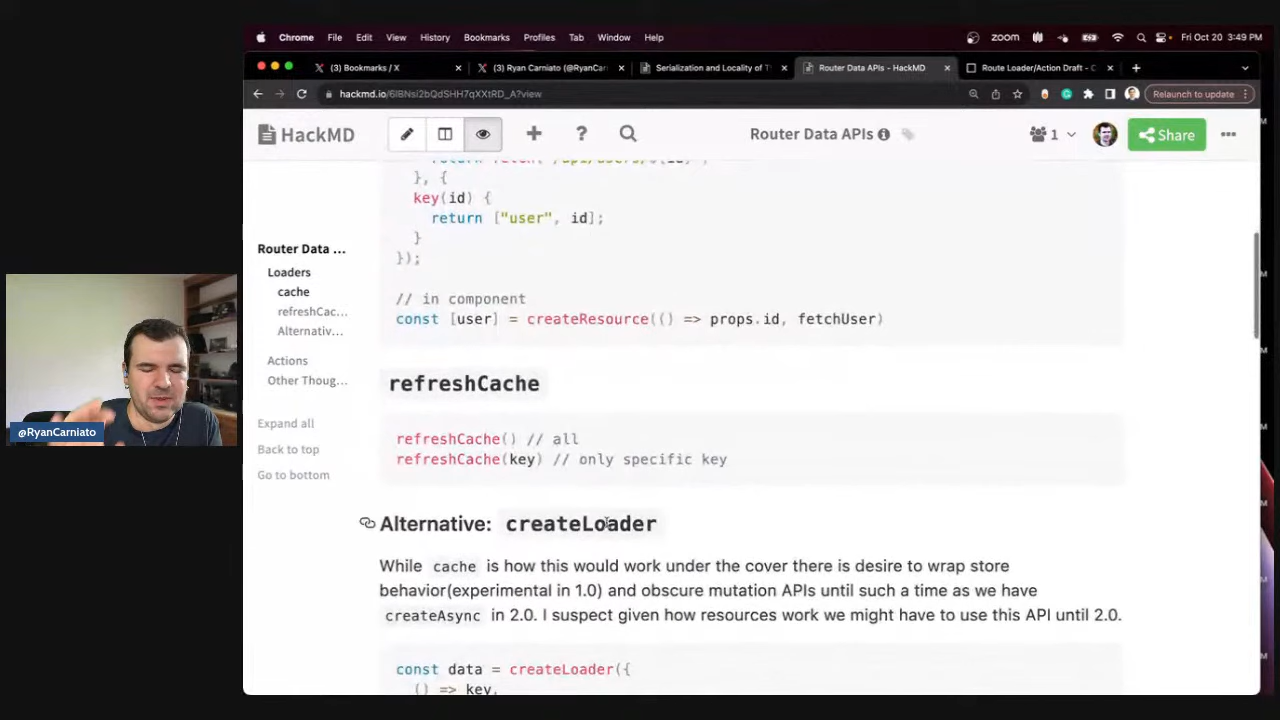 Chrome File Edit View History Bookmarks Profiles Tab Window Help zoom Fri Oct 20 3:49 PM
(3) Bookmarks / X
(3) Ryan Carniato (@RyanCar
Serialization and Locality of T
Router Data APIs - HackMD
Route Loader/Action Draft - C
Relaunch to update
HackMD
Router Data APIs
1
Share
}, {
key(id) {
return ["user", id];
}
});
// in component
const [user] = createResource(() => props.id, fetchUser)
Router Data ...
Loaders
cache
refreshCac...
Alternativ...
Actions
Other Thoug...
Expand all
Back to top
Go to bottom
@RyanCarniato
refreshCache
refreshCache() // all
refreshCache(key) // only specific key
Alternative: createLoader
While cache is how this would work under the cover there is desire to wrap store
behavior(experimental in 1.0) and obscure mutation APIs until such a time as we have
createAsync in 2.0. I suspect given how resources work we might have to use this API until 2.0.
const data = createLoader({
() => key,